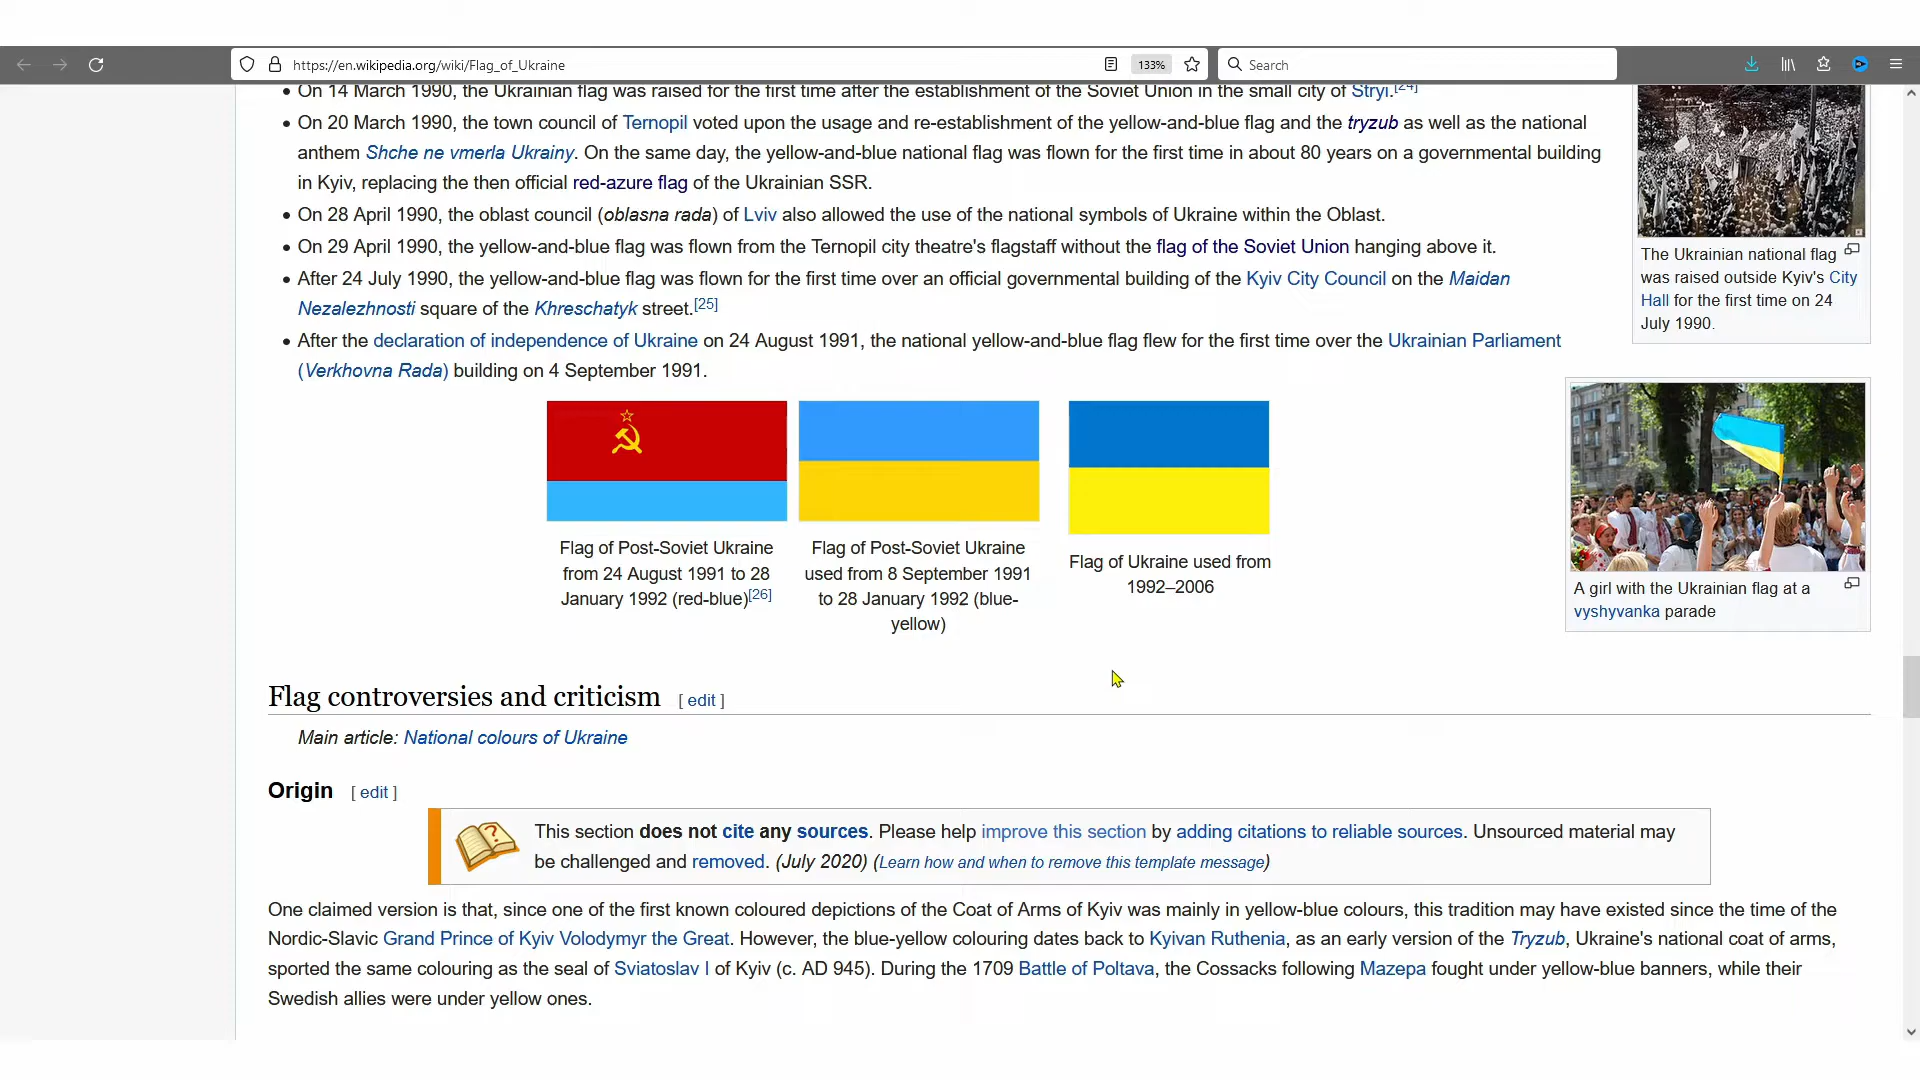 https://en.wikipedia.org/wiki/Flag_of_Ukraine
133%
Search
• On 14 March 1990, the Ukrainian flag was raised for the first time after the establishment of the Soviet Union in the small city of Stryi.[24]
• On 20 March 1990, the town council of Ternopil voted upon the usage and re-establishment of the yellow-and-blue flag and the tryzub as well as the national
anthem Shche ne vmerla Ukrainy. On the same day, the yellow-and-blue national flag was flown for the first time in about 80 years on a governmental building
in Kyiv, replacing the then official red-azure flag of the Ukrainian SSR.
• On 28 April 1990, the oblast council (oblasna rada) of Lviv also allowed the use of the national symbols of Ukraine within the Oblast.
• On 29 April 1990, the yellow-and-blue flag was flown from the Ternopil city theatre's flagstaff without the flag of the Soviet Union hanging above it.
• After 24 July 1990, the yellow-and-blue flag was flown for the first time over an official governmental building of the Kyiv City Council on the Maidan
Nezalezhnosti square of the Khreschatyk street.[25]
• After the declaration of independence of Ukraine on 24 August 1991, the national yellow-and-blue flag flew for the first time over the Ukrainian Parliament
(Verkhovna Rada) building on 4 September 1991.
The Ukrainian national flag
was raised outside Kyiv's City
Hall for the first time on 24
July 1990.
A girl with the Ukrainian flag at a
vyshyvanka parade
Flag of Post-Soviet Ukraine
from 24 August 1991 to 28
January 1992 (red-blue)[26]
Flag of Post-Soviet Ukraine
used from 8 September 1991
to 28 January 1992 (blue-
yellow)
Flag of Ukraine used from
1992–2006
Flag controversies and criticism [ edit ]
Main article: National colours of Ukraine
Origin [ edit ]
This section does not cite any sources. Please help improve this section by adding citations to reliable sources. Unsourced material may
be challenged and removed. (July 2020) (Learn how and when to remove this template message)
One claimed version is that, since one of the first known coloured depictions of the Coat of Arms of Kyiv was mainly in yellow-blue colours, this tradition may have existed since the time of the
Nordic-Slavic Grand Prince of Kyiv Volodymyr the Great. However, the blue-yellow colouring dates back to Kyivan Ruthenia, as an early version of the Tryzub, Ukraine's national coat of arms,
sported the same colouring as the seal of Sviatoslav I of Kyiv (c. AD 945). During the 1709 Battle of Poltava, the Cossacks following Mazepa fought under yellow-blue banners, while their
Swedish allies were under yellow ones.